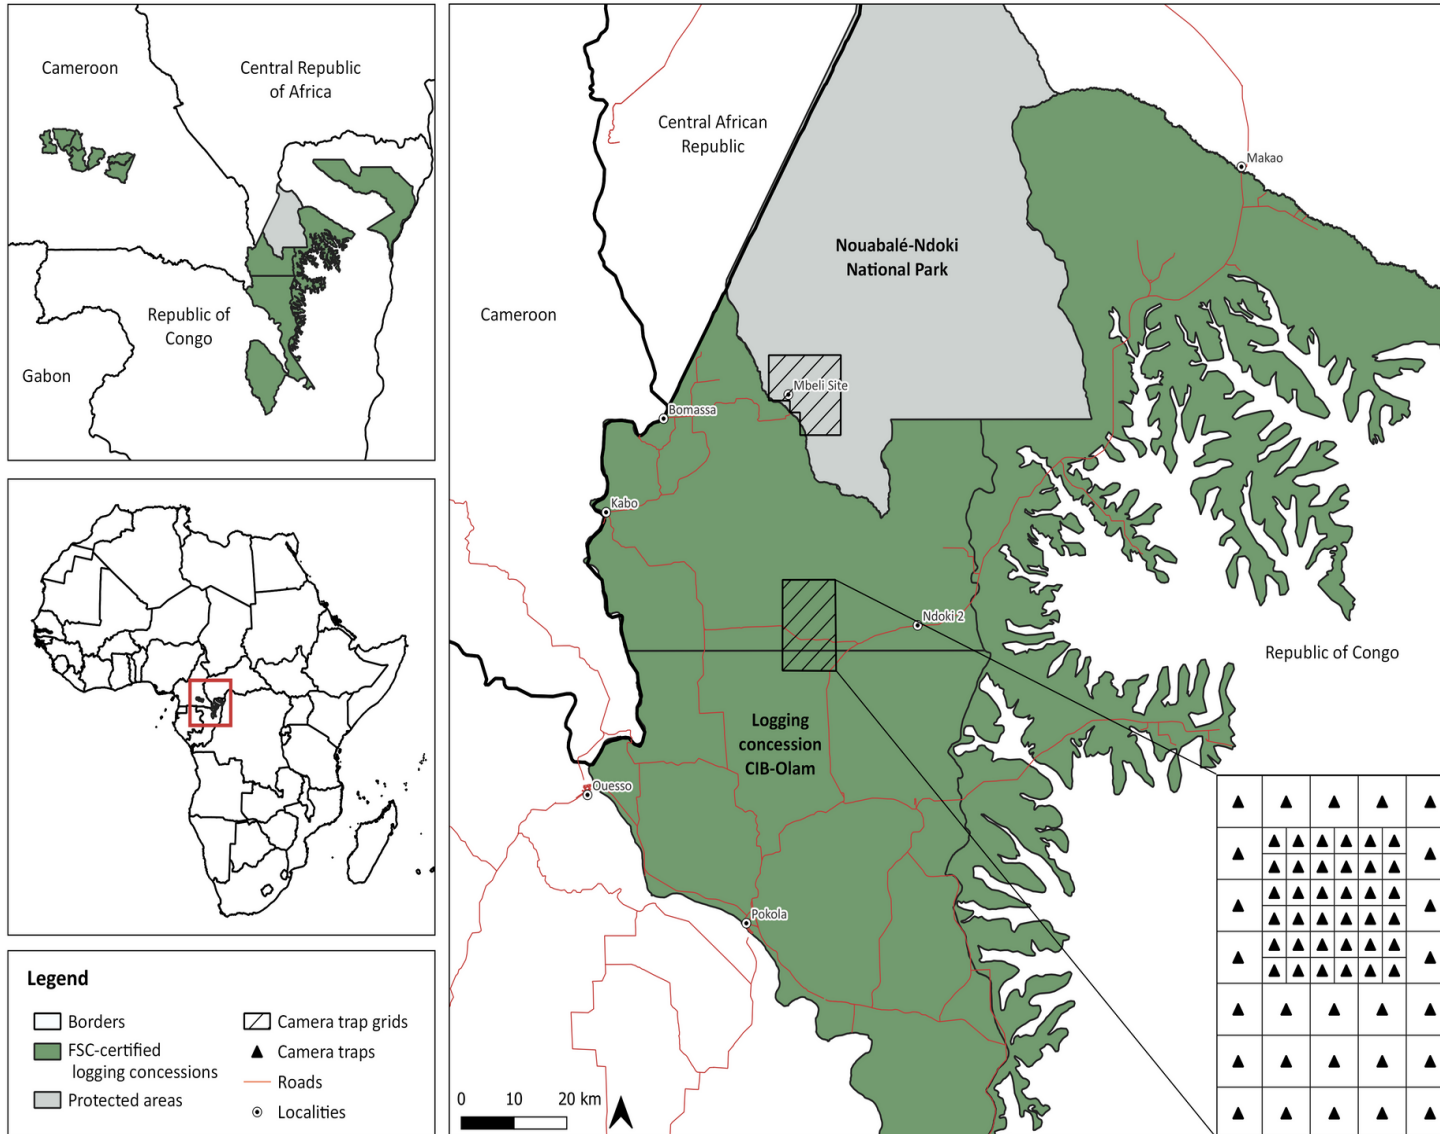 Cameroon
Central Republic
of Africa
Republic of
Congo
Gabon
Legend
Borders
FSC-certified
logging concessions
Protected areas
Camera trap grids
Camera traps
Roads
Localities
Central African
Republic
Makao
Nouabalé-Ndoki
National Park
Cameroon
Mbeli Site
Bomassa
Kabo
Ndoki 2
Republic of Congo
Logging
concession
CIB-Olam
Ouesso
Pokola
0 10 20 km